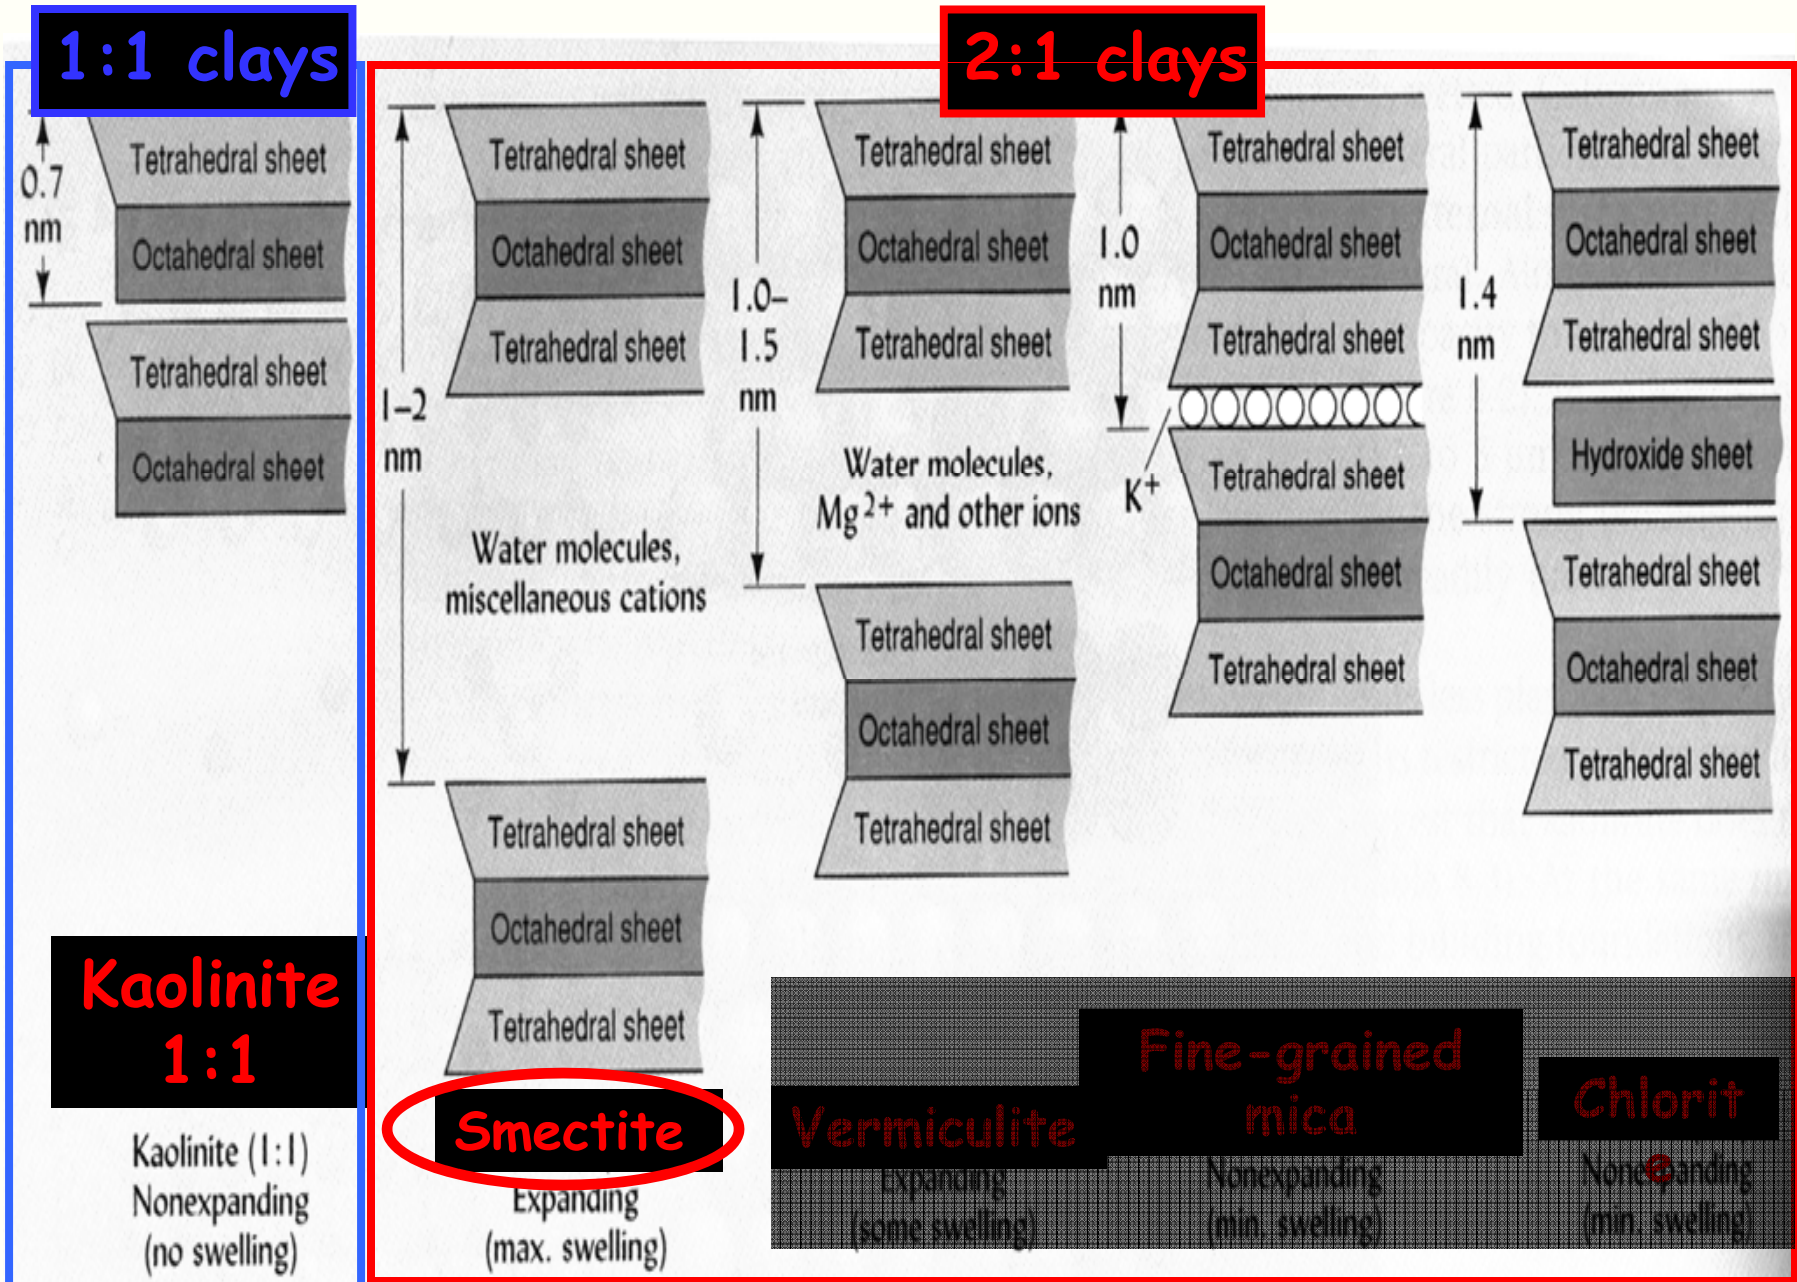 1:1 clays
2:1 clays
0.7
nm
Tetrahedral sheet
Octahedral sheet
Tetrahedral sheet
Octahedral sheet
Kaolinite
1:1
Kaolinite (1:1)
Nonexpanding
(no swelling)
1–2
nm
Tetrahedral sheet
Octahedral sheet
Tetrahedral sheet
Water molecules,
miscellaneous cations
Tetrahedral sheet
Octahedral sheet
Tetrahedral sheet
Smectite
Expanding
(max. swelling)
1.0–
1.5
nm
Tetrahedral sheet
Octahedral sheet
Tetrahedral sheet
Water molecules,
Mg2+ and other ions
Tetrahedral sheet
Octahedral sheet
Tetrahedral sheet
Vermiculite
Expanding
(some swelling)
1.0
nm
Tetrahedral sheet
Octahedral sheet
Tetrahedral sheet
K+
Tetrahedral sheet
Octahedral sheet
Tetrahedral sheet
Fine-grained
mica
Nonexpanding
(min. swelling)
1.4
nm
Tetrahedral sheet
Octahedral sheet
Tetrahedral sheet
Hydroxide sheet
Tetrahedral sheet
Octahedral sheet
Tetrahedral sheet
Chlorit
e
Nonexpanding
(min. swelling)